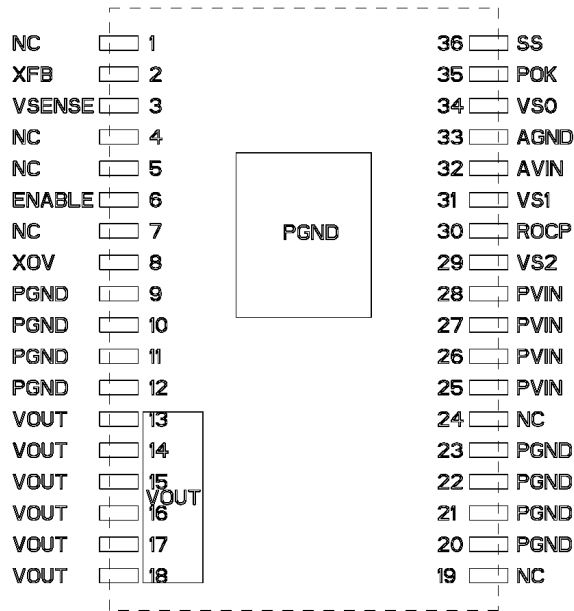 NC 1 36 SS
XFB 2 35 POK
VSENSE 3 34 VS0
NC 4 33 AGND
NC 5 32 AVIN
ENABLE 6 31 VS1
NC 7 PGND 30 ROCP
XOV 8 29 VS2
PGND 9 28 PVIN
PGND 10 27 PVIN
PGND 11 26 PVIN
PGND 12 25 PVIN
VOUT 13 24 NC
VOUT 14 23 PGND
VOUT 15 22 PGND
VOUT
VOUT 16 21 PGND
VOUT 17 20 PGND
VOUT 18 19 NC